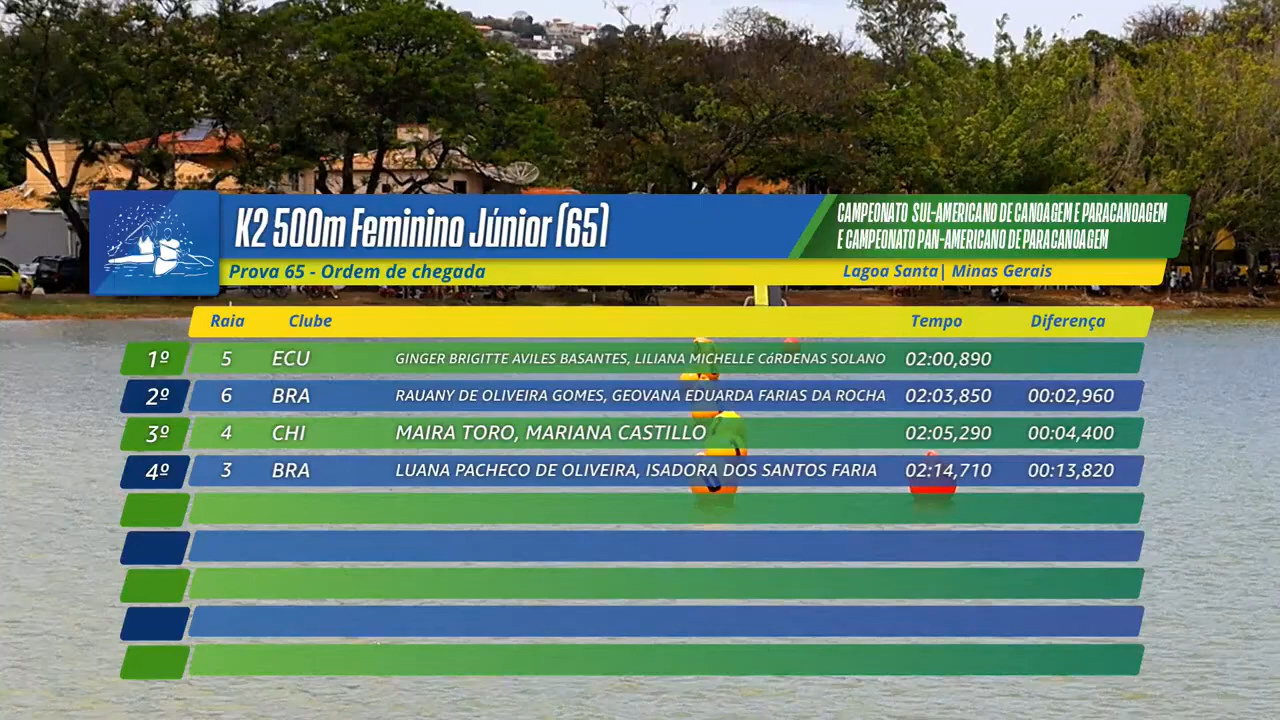 K2 500m Feminino Júnior (65)
CAMPEONATO SUL-AMERICANO DE CANOAGEM E PARACANOAGEM
E CAMPEONATO PAN-AMERICANO DE PARACANOAGEM
Prova 65 - Ordem de chegada
Lagoa Santa| Minas Gerais
Raia Clube Tempo Diferença
1º 5 ECU GINGER BRIGITTE AVILES BASANTES, LILIANA MICHELLE CáRDENAS SOLANO 02:00,890
2º 6 BRA RAUANY DE OLIVEIRA GOMES, GEOVANA EDUARDA FARIAS DA ROCHA 02:03,850 00:02,960
3º 4 CHI MAIRA TORO, MARIANA CASTILLO 02:05,290 00:04,400
4º 3 BRA LUANA PACHECO DE OLIVEIRA, ISADORA DOS SANTOS FARIA 02:14,710 00:13,820